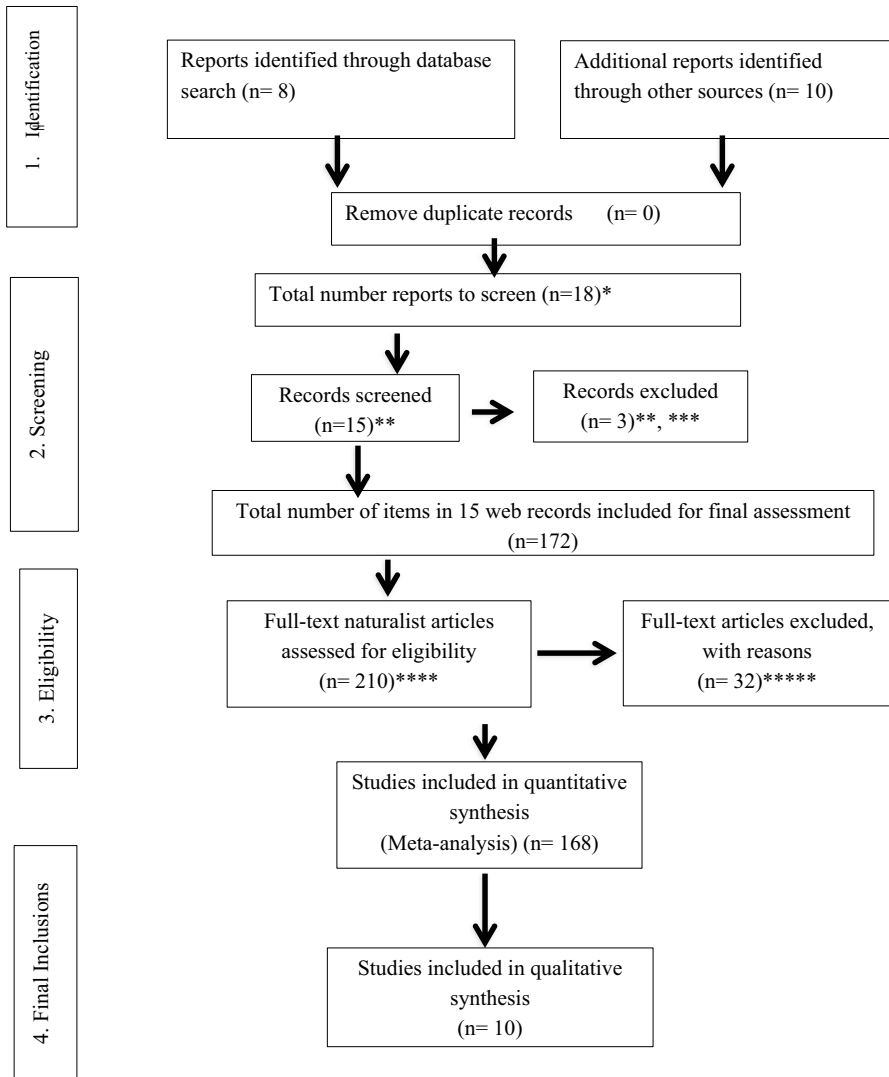 1. Identification
Reports identified through database
search (n= 8)
Additional reports identified
through other sources (n= 10)
Remove duplicate records (n= 0)
2. Screening
Total number reports to screen (n=18)*
Records screened
(n=15)**
Records excluded
(n= 3)**, ***
Total number of items in 15 web records included for final assessment
(n=172)
3. Eligibility
Full-text naturalist articles
assessed for eligibility
(n= 210)****
Full-text articles excluded,
with reasons
(n= 32)*****
Studies included in quantitative
synthesis
(Meta-analysis) (n= 168)
4. Final Inclusions
Studies included in qualitative
synthesis
(n= 10)